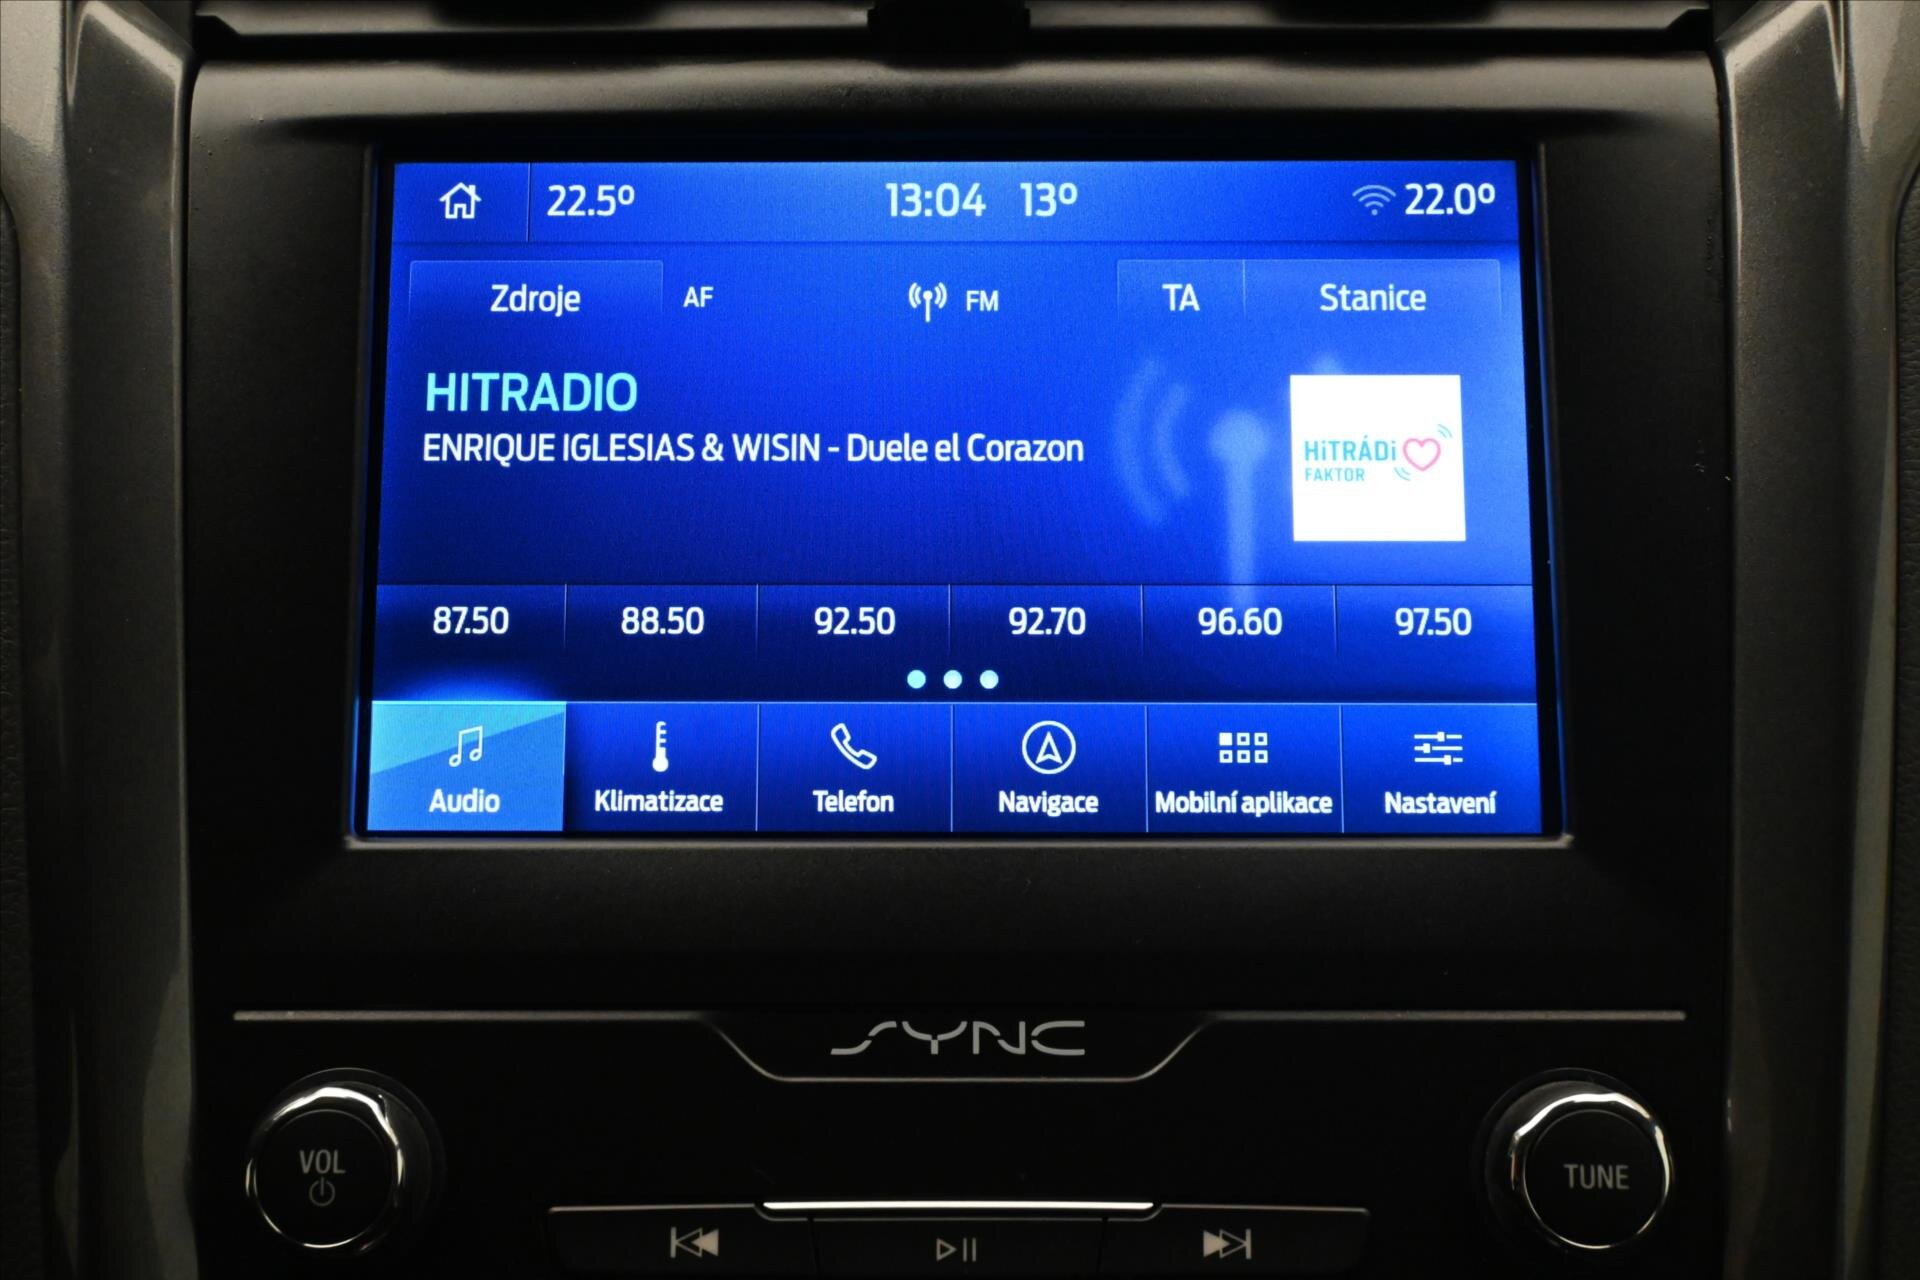 22.5° 13:04 13° 22.0°
Zdroje AF FM TA Stanice
HITRADIO
ENRIQUE IGLESIAS & WISIN - Duele el Corazon
HiTRÁDi
FAKTOR
87.50 88.50 92.50 92.70 96.60 97.50
Audio Klimatizace Telefon Navigace Mobilní aplikace Nastavení
SYNC
VOL
TUNE